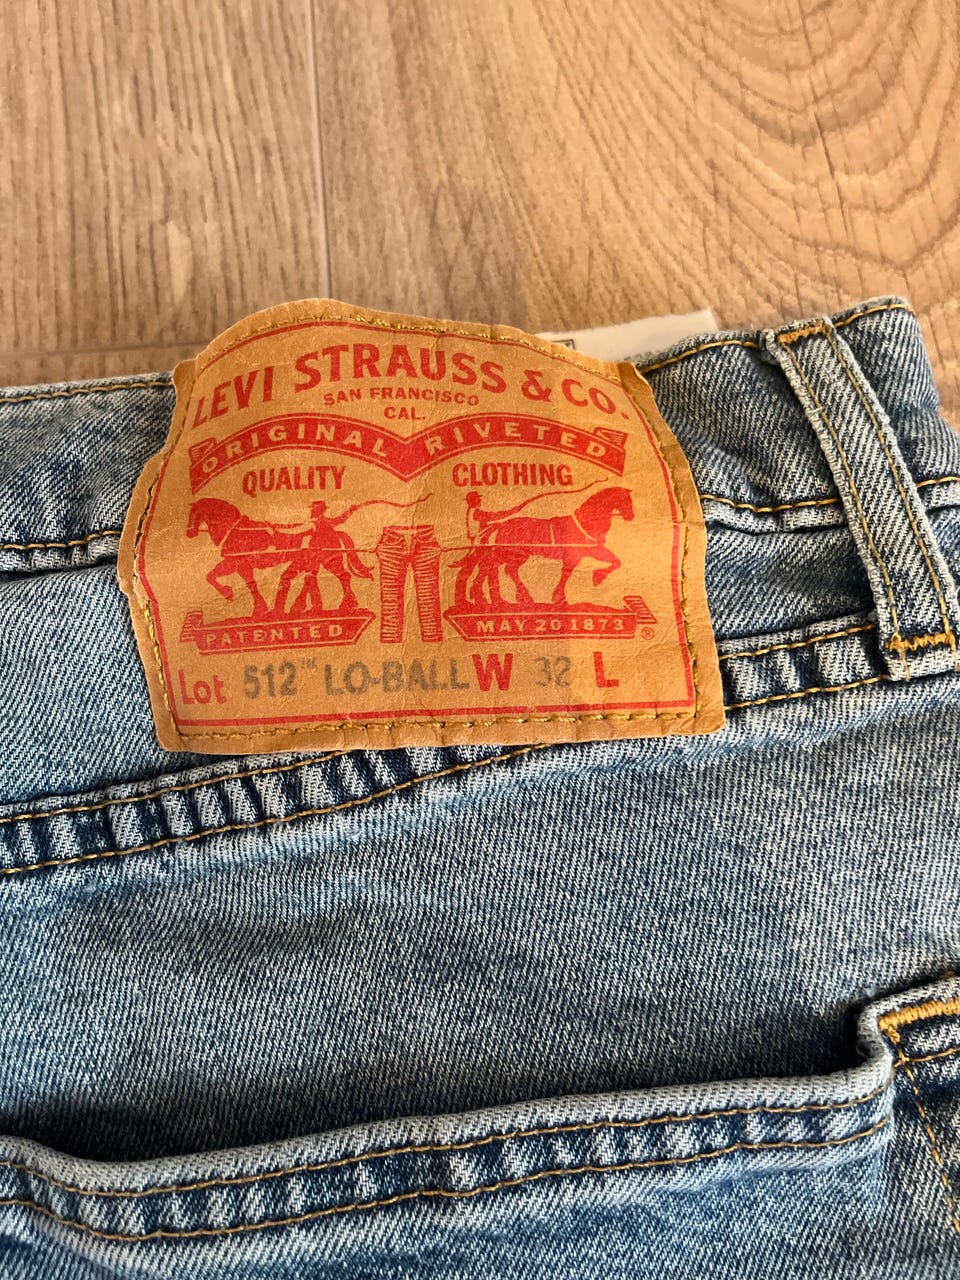 LEVI STRAUSS & CO.
SAN FRANCISCO
CAL.
ORIGINAL RIVETED
QUALITY CLOTHING
PATENTED MAY 20 1873 ®
Lot 512™ LO-BALL W 32 L